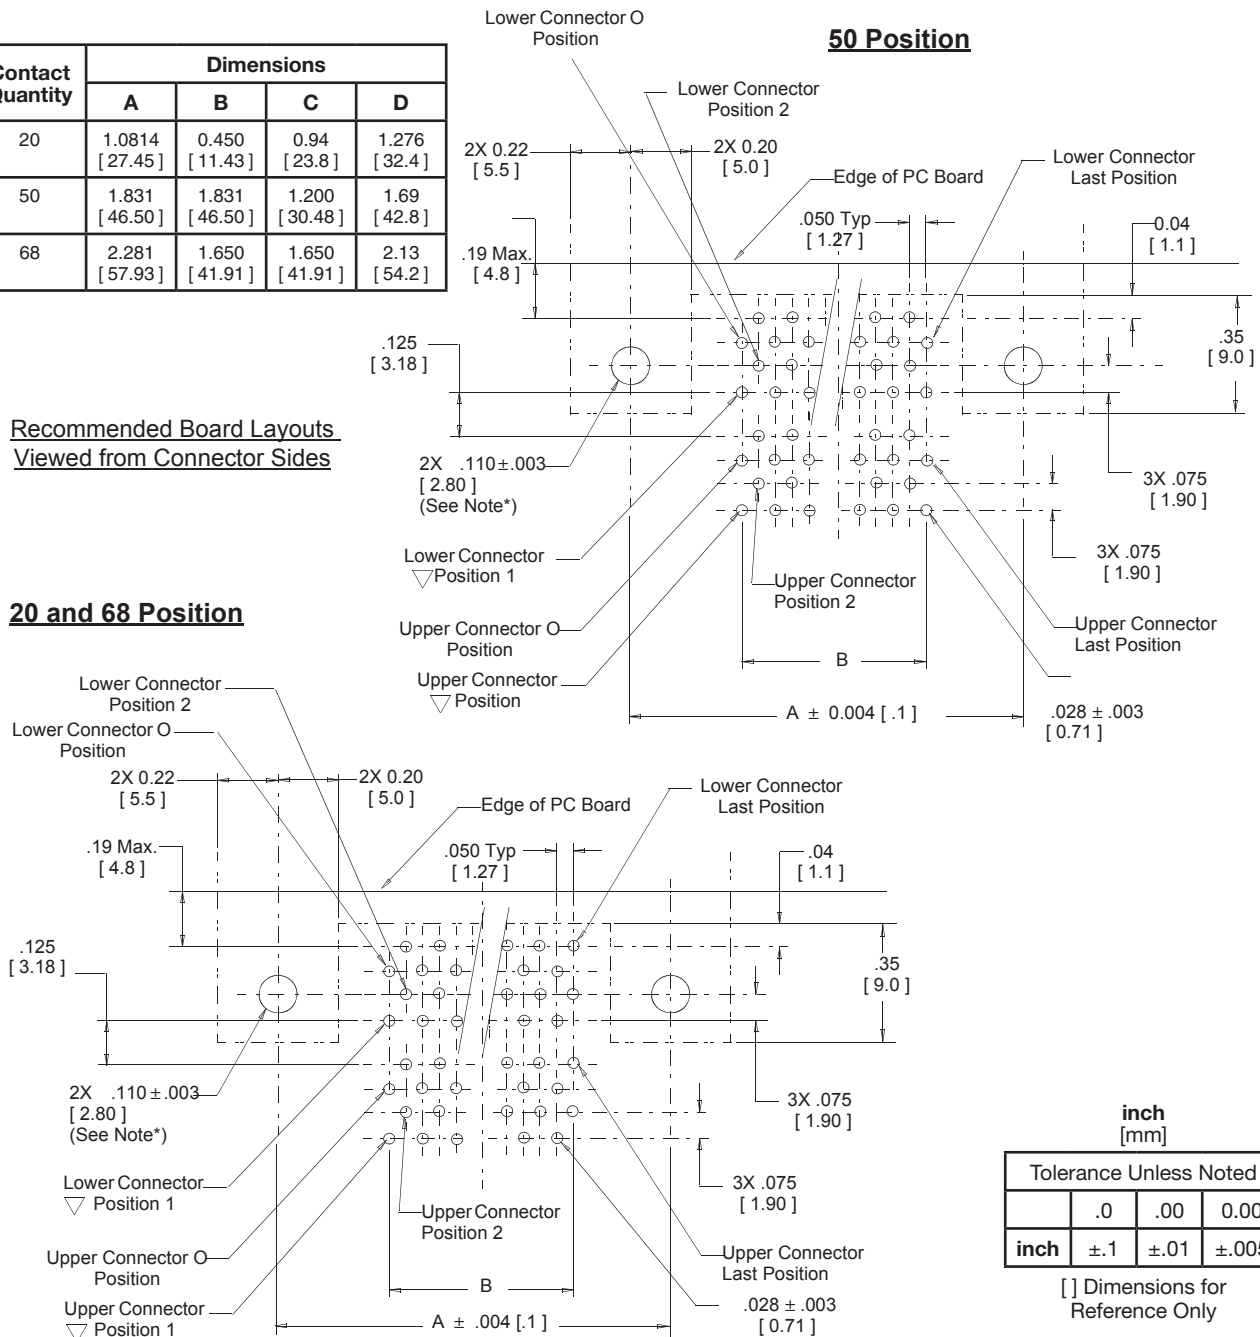 Contact Quantity
Dimensions
A B C D
20 1.0814 [ 27.45 ] 0.450 [ 11.43 ] 0.94 [ 23.8 ] 1.276 [ 32.4 ]
50 1.831 [ 46.50 ] 1.831 [ 46.50 ] 1.200 [ 30.48 ] 1.69 [ 42.8 ]
68 2.281 [ 57.93 ] 1.650 [ 41.91 ] 1.650 [ 41.91 ] 2.13 [ 54.2 ]
Recommended Board Layouts
Viewed from Connector Sides
50 Position
Lower Connector O
Position
Lower Connector
Position 2
2X 0.22
[ 5.5 ]
2X 0.20
[ 5.0 ]
Edge of PC Board
Lower Connector
Last Position
.050 Typ
[ 1.27 ]
0.04
[ 1.1 ]
.19 Max.
[ 4.8 ]
.125
[ 3.18 ]
.35
[ 9.0 ]
2X .110±.003
[ 2.80 ]
(See Note*)
3X .075
[ 1.90 ]
Lower Connector
▽Position 1
3X .075
[ 1.90 ]
Upper Connector
Position 2
Upper Connector O
Position
Upper Connector
Last Position
B
Upper Connector
▽ Position
A ± 0.004 [ .1 ]
.028 ± .003
[ 0.71 ]
20 and 68 Position
Lower Connector
Position 2
Lower Connector O
Position
2X 0.22
[ 5.5 ]
2X 0.20
[ 5.0 ]
Edge of PC Board
Lower Connector
Last Position
.19 Max.
[ 4.8 ]
.050 Typ
[ 1.27 ]
.04
[ 1.1 ]
.125
[ 3.18 ]
.35
[ 9.0 ]
2X .110±.003
[ 2.80 ]
(See Note*)
3X .075
[ 1.90 ]
Lower Connector
▽ Position 1
3X .075
[ 1.90 ]
Upper Connector
Position 2
Upper Connector O
Position
Upper Connector
Last Position
B
Upper Connector
▽ Position 1
A ± .004 [.1 ]
.028 ± .003
[ 0.71 ]
inch
[mm]
Tolerance Unless Noted
.0 .00 0.00
inch ±.1 ±.01 ±.005
[ ] Dimensions for
Reference Only